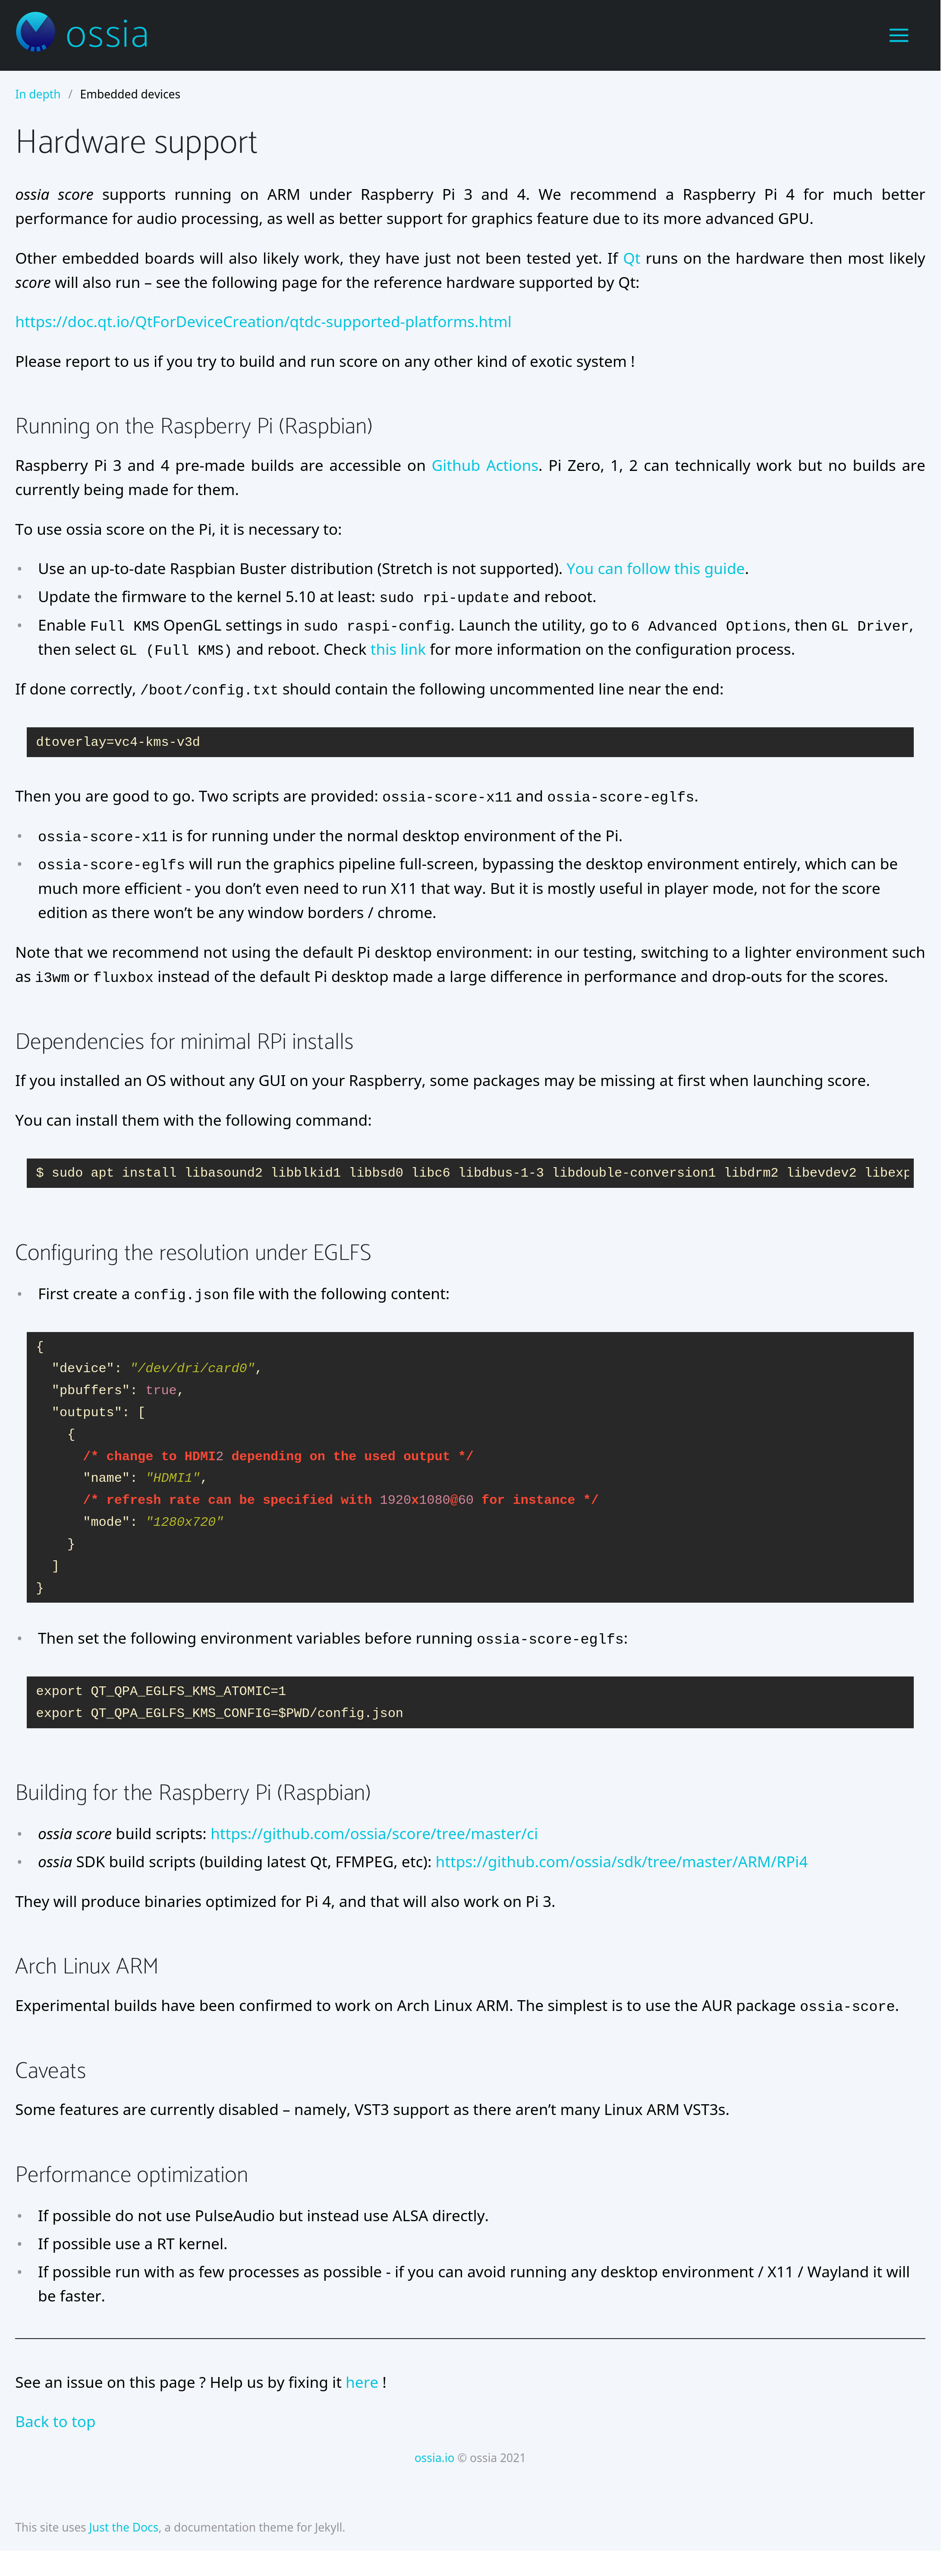 ossia
In depth / Embedded devices
Hardware support
ossia score supports running on ARM under Raspberry Pi 3 and 4. We recommend a Raspberry Pi 4 for much better
performance for audio processing, as well as better support for graphics feature due to its more advanced GPU.
Other embedded boards will also likely work, they have just not been tested yet. If Qt runs on the hardware then most likely
score will also run – see the following page for the reference hardware supported by Qt:
https://doc.qt.io/QtForDeviceCreation/qtdc-supported-platforms.html
Please report to us if you try to build and run score on any other kind of exotic system !
Running on the Raspberry Pi (Raspbian)
Raspberry Pi 3 and 4 pre-made builds are accessible on Github Actions. Pi Zero, 1, 2 can technically work but no builds are
currently being made for them.
To use ossia score on the Pi, it is necessary to:
• Use an up-to-date Raspbian Buster distribution (Stretch is not supported). You can follow this guide.
• Update the firmware to the kernel 5.10 at least: sudo rpi-update and reboot.
• Enable Full KMS OpenGL settings in sudo raspi-config. Launch the utility, go to 6 Advanced Options, then GL Driver,
then select GL (Full KMS) and reboot. Check this link for more information on the configuration process.
If done correctly, /boot/config.txt should contain the following uncommented line near the end:
dtoverlay=vc4-kms-v3d
Then you are good to go. Two scripts are provided: ossia-score-x11 and ossia-score-eglfs.
• ossia-score-x11 is for running under the normal desktop environment of the Pi.
• ossia-score-eglfs will run the graphics pipeline full-screen, bypassing the desktop environment entirely, which can be
much more efficient - you don’t even need to run X11 that way. But it is mostly useful in player mode, not for the score
edition as there won’t be any window borders / chrome.
Note that we recommend not using the default Pi desktop environment: in our testing, switching to a lighter environment such
as i3wm or fluxbox instead of the default Pi desktop made a large difference in performance and drop-outs for the scores.
Dependencies for minimal RPi installs
If you installed an OS without any GUI on your Raspberry, some packages may be missing at first when launching score.
You can install them with the following command:
$ sudo apt install libasound2 libblkid1 libbsd0 libc6 libdbus-1-3 libdouble-conversion1 libdrm2 libevdev2 libexp
Configuring the resolution under EGLFS
• First create a config.json file with the following content:
{
"device": "/dev/dri/card0",
"pbuffers": true,
"outputs": [
{
/* change to HDMI2 depending on the used output */
"name": "HDMI1",
/* refresh rate can be specified with 1920x1080@60 for instance */
"mode": "1280x720"
}
]
}
• Then set the following environment variables before running ossia-score-eglfs:
export QT_QPA_EGLFS_KMS_ATOMIC=1
export QT_QPA_EGLFS_KMS_CONFIG=$PWD/config.json
Building for the Raspberry Pi (Raspbian)
• ossia score build scripts: https://github.com/ossia/score/tree/master/ci
• ossia SDK build scripts (building latest Qt, FFMPEG, etc): https://github.com/ossia/sdk/tree/master/ARM/RPi4
They will produce binaries optimized for Pi 4, and that will also work on Pi 3.
Arch Linux ARM
Experimental builds have been confirmed to work on Arch Linux ARM. The simplest is to use the AUR package ossia-score.
Caveats
Some features are currently disabled – namely, VST3 support as there aren’t many Linux ARM VST3s.
Performance optimization
• If possible do not use PulseAudio but instead use ALSA directly.
• If possible use a RT kernel.
• If possible run with as few processes as possible - if you can avoid running any desktop environment / X11 / Wayland it will
be faster.
See an issue on this page ? Help us by fixing it here !
Back to top
ossia.io © ossia 2021
This site uses Just the Docs, a documentation theme for Jekyll.